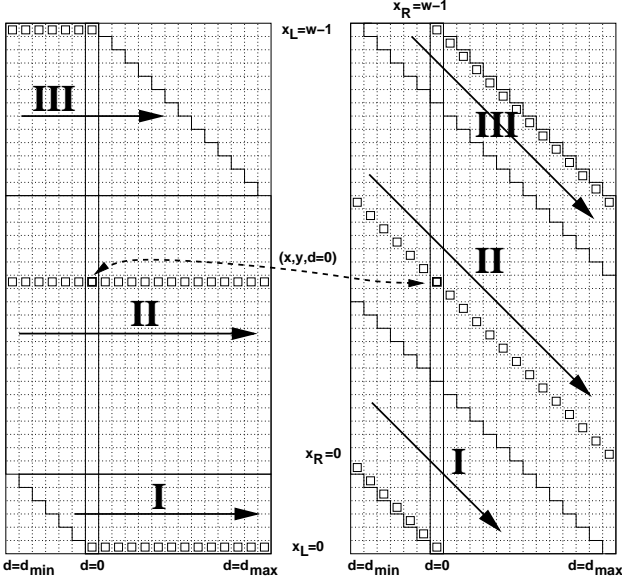 x_R=w−1
x_L=w−1
III
III
(x,y,d=0)
II
II
x_R=0
I
I
x_L=0
d=d_min d=0 d=d_max
d=d_min d=0 d=d_max